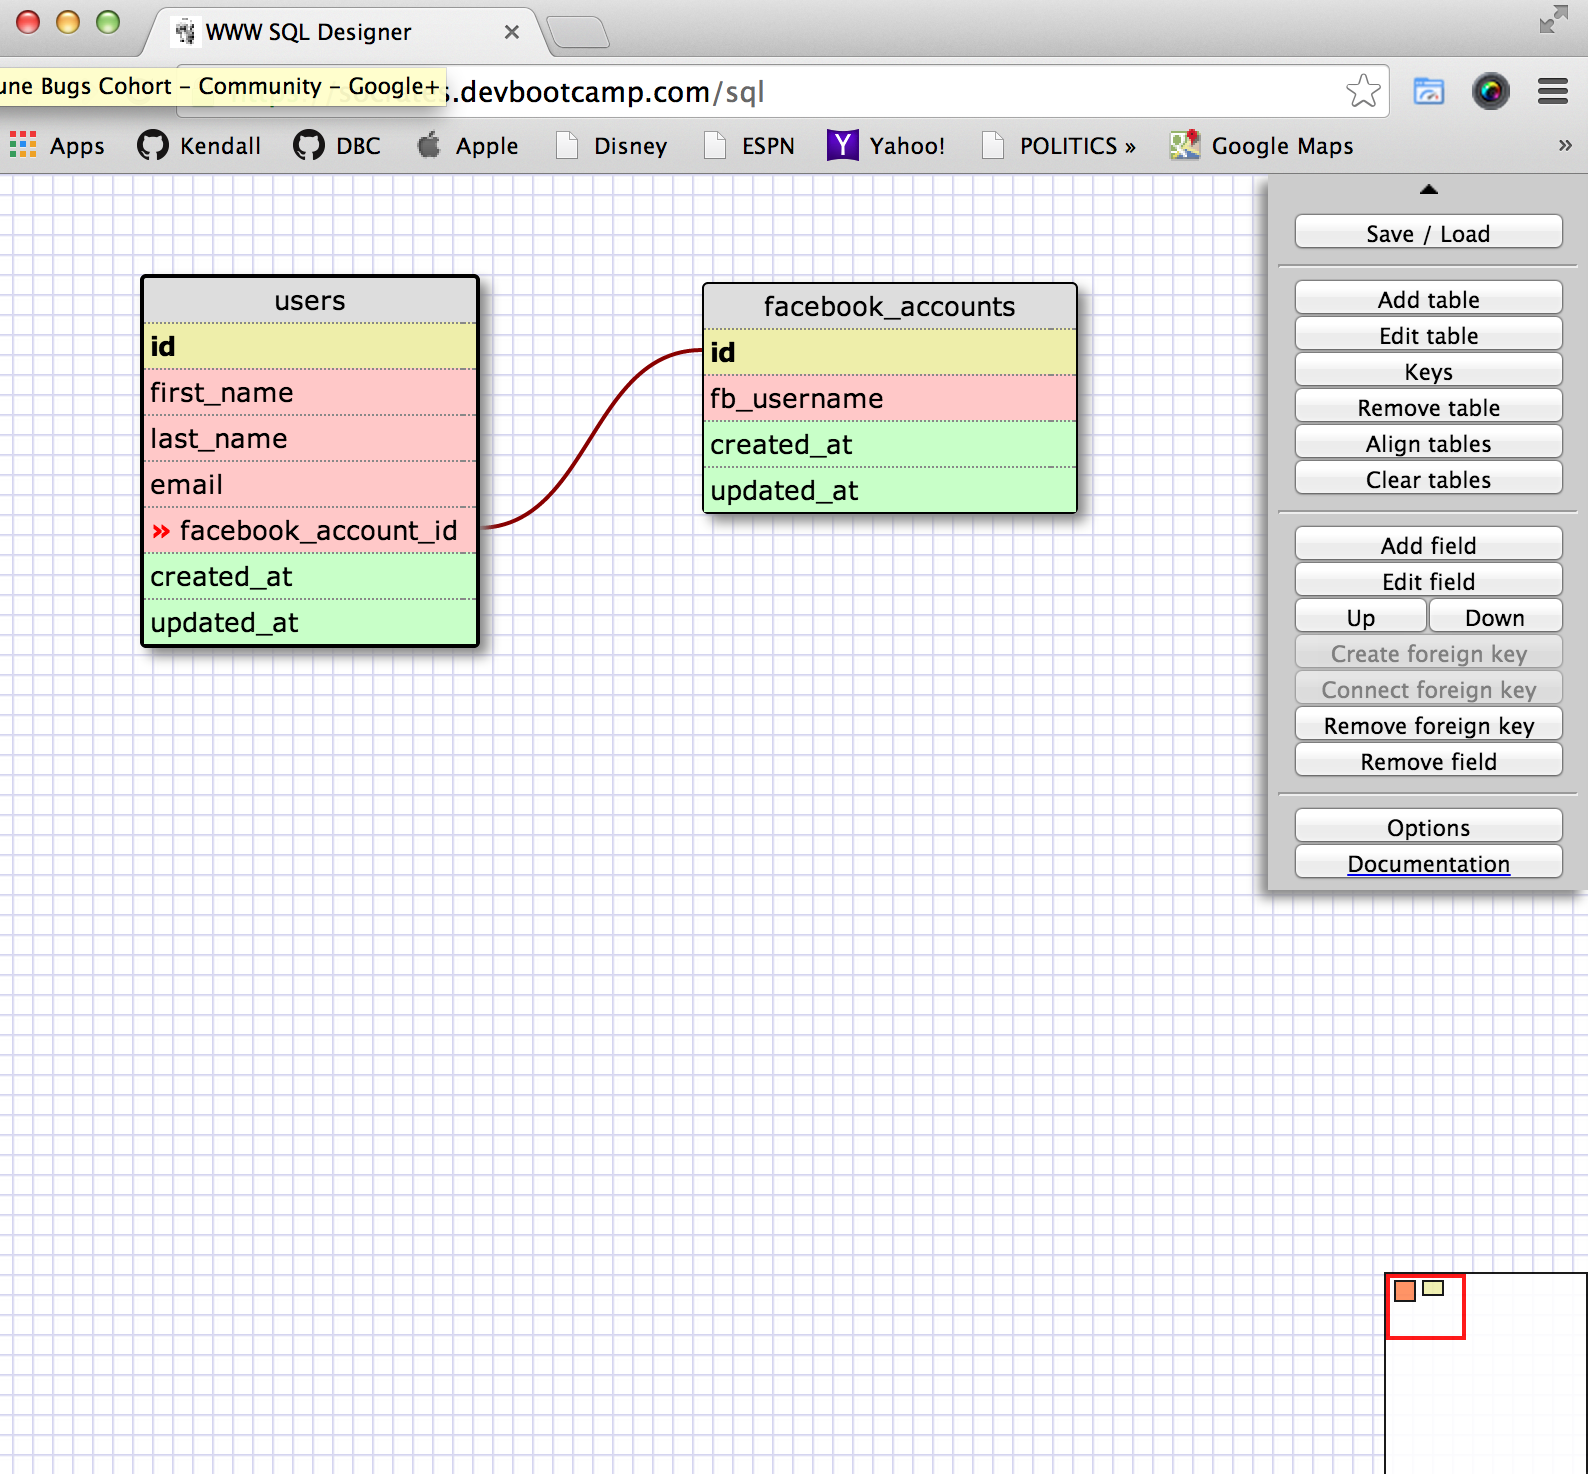 WWW SQL Designer
une Bugs Cohort – Community – Google+
.devbootcamp.com/sql
Apps Kendall DBC Apple Disney ESPN Yahoo! POLITICS » Google Maps »
Save / Load
Add table
Edit table
Keys
Remove table
Align tables
Clear tables
Add field
Edit field
Up Down
Create foreign key
Connect foreign key
Remove foreign key
Remove field
Options
Documentation
users
id
first_name
last_name
email
» facebook_account_id
created_at
updated_at
facebook_accounts
id
fb_username
created_at
updated_at